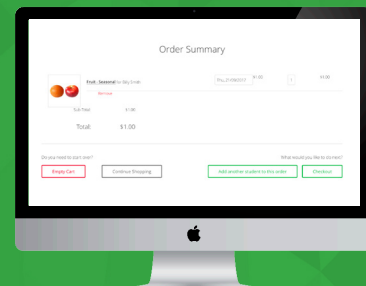 Order Summary
Fruit - Seasonal for Billy Smith Thu, 21/09/2017 $1.00 1 $1.00
Remove
Sub Total: $1.00
Total: $1.00
Do you need to start over? What would you like to do next?
Empty Cart Continue Shopping Add another student to this order Checkout